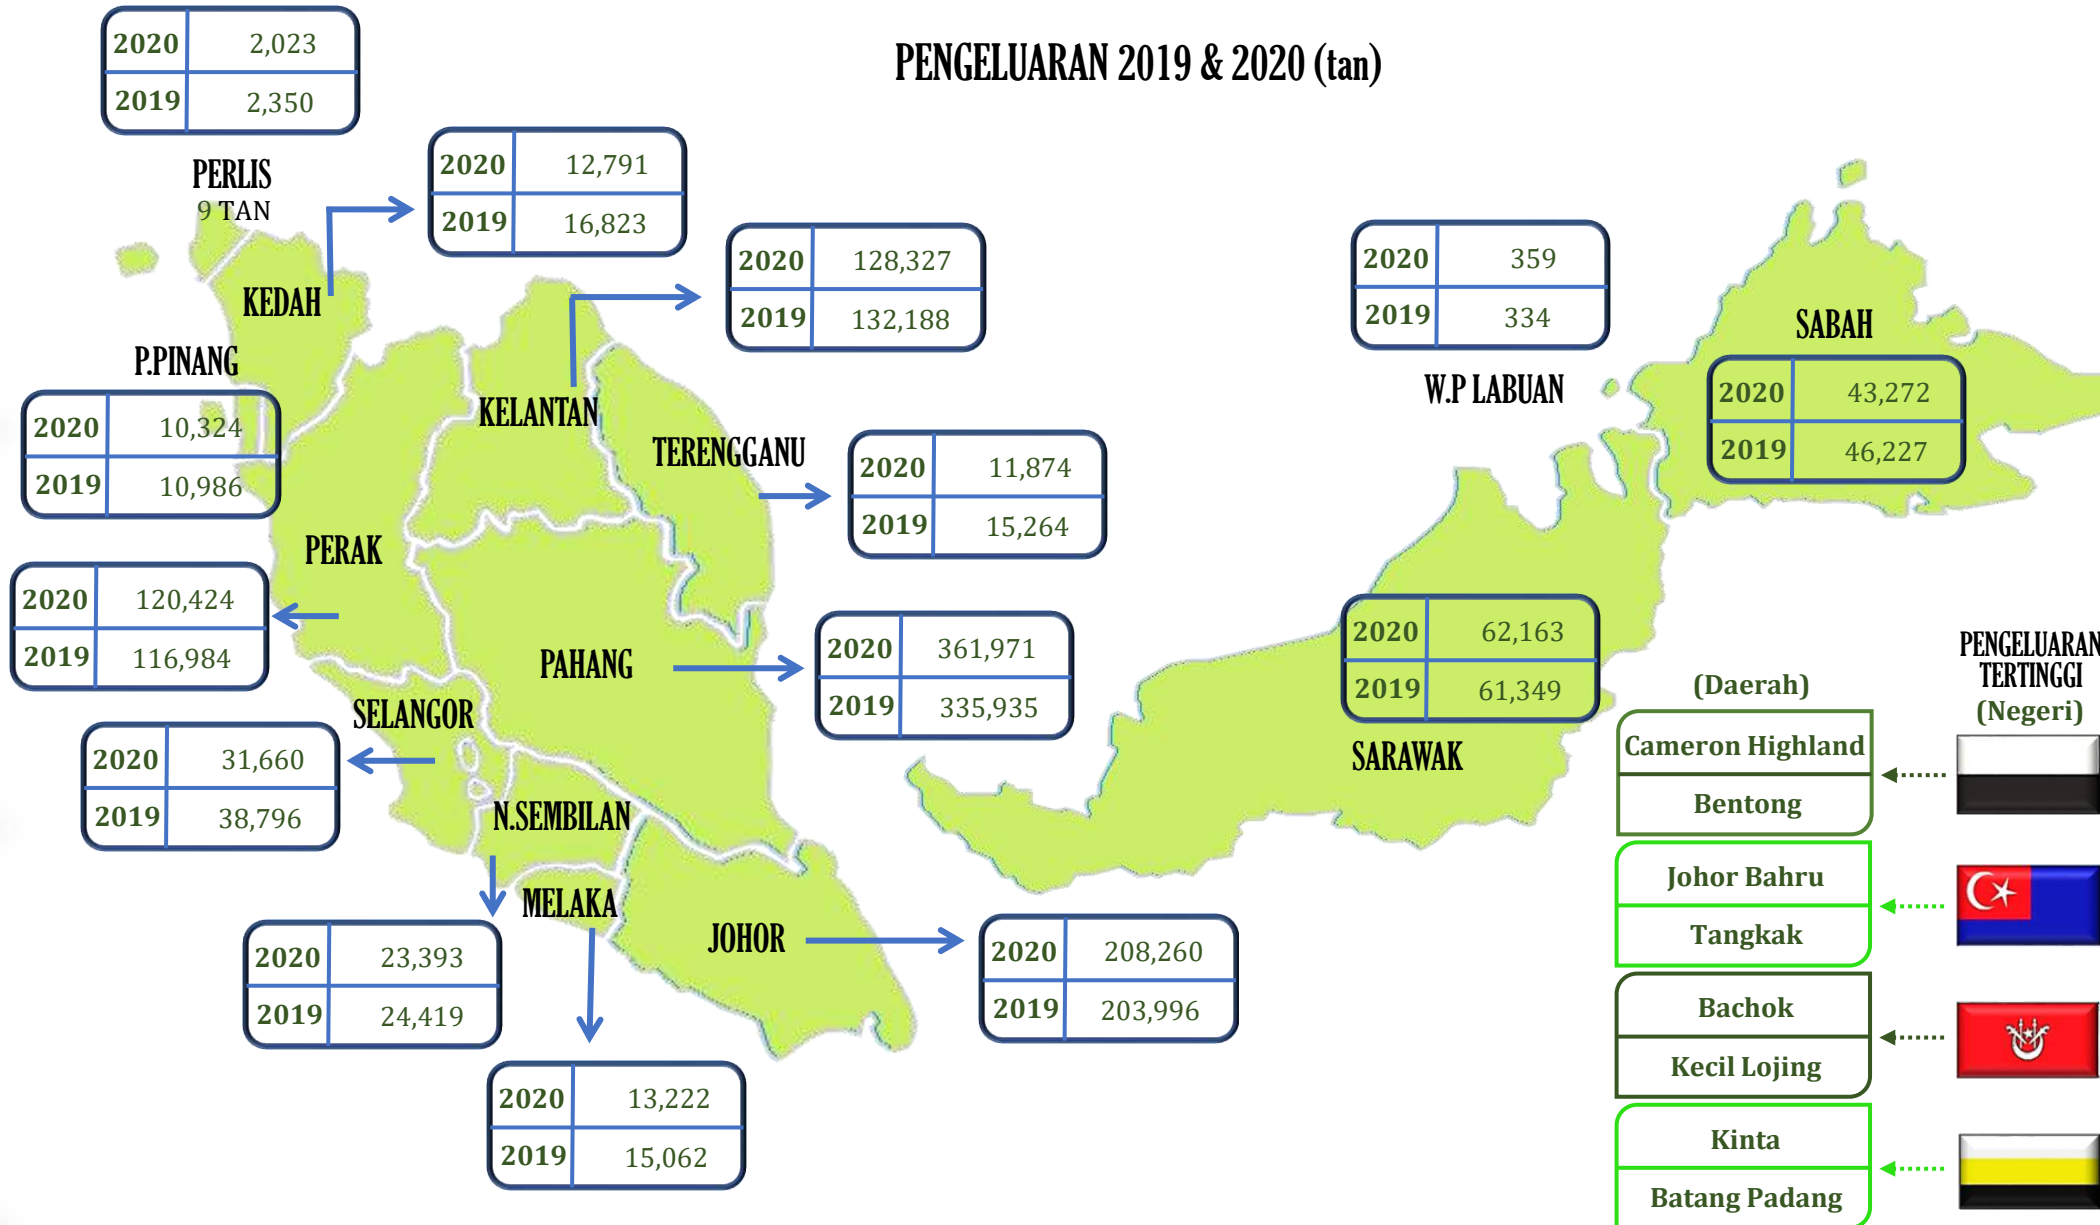 PENGELUARAN 2019 & 2020 (tan)
2020 2,023
2019 2,350
PERLIS
9 TAN
2020 12,791
2019 16,823
KEDAH
2020 128,327
2019 132,188
KELANTAN
P.PINANG
2020 10,324
2019 10,986
TERENGGANU
2020 11,874
2019 15,264
PERAK
2020 120,424
2019 116,984
PAHANG
2020 361,971
2019 335,935
SELANGOR
2020 31,660
2019 38,796
N.SEMBILAN
2020 23,393
2019 24,419
MELAKA
2020 13,222
2019 15,062
JOHOR
2020 208,260
2019 203,996
2020 359
2019 334
W.P LABUAN
SABAH
2020 43,272
2019 46,227
2020 62,163
2019 61,349
SARAWAK
(Daerah)
PENGELUARAN
TERTINGGI
(Negeri)
Cameron Highland
Bentong
Johor Bahru
Tangkak
Bachok
Kecil Lojing
Kinta
Batang Padang